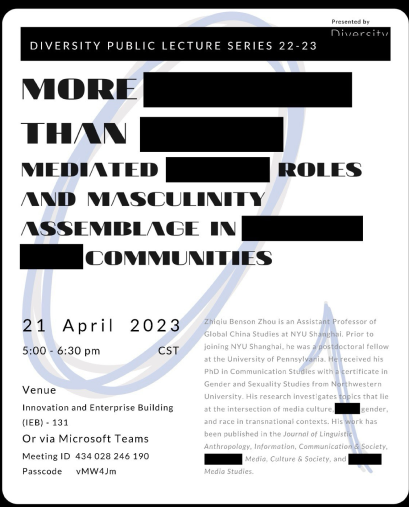 Presented by
Diversity
DIVERSITY PUBLIC LECTURE SERIES 22-23
MORE
THAN
MEDIATED ROLES
AND MASCULINITY
ASSEMBLAGE IN
COMMUNITIES
21 April 2023
5:00 - 6:30 pm CST
Venue
Innovation and Enterprise Building
(IEB) - 131
Or via Microsoft Teams
Meeting ID 434 028 246 190
Passcode vMW4Jm
Zhiqiu Benson Zhou is an Assistant Professor of
Global China Studies at NYU Shanghai. Prior to
joining NYU Shanghai, he was a postdoctoral fellow
at the University of Pennsylvania. He received his
PhD in Communication Studies with a certificate in
Gender and Sexuality Studies from Northwestern
University. His research investigates topics that lie
at the intersection of media culture, gender,
and race in transnational contexts. His work has
been published in the Journal of Linguistic
Anthropology, Information, Communication & Society,
Media, Culture & Society, and
Media Studies.